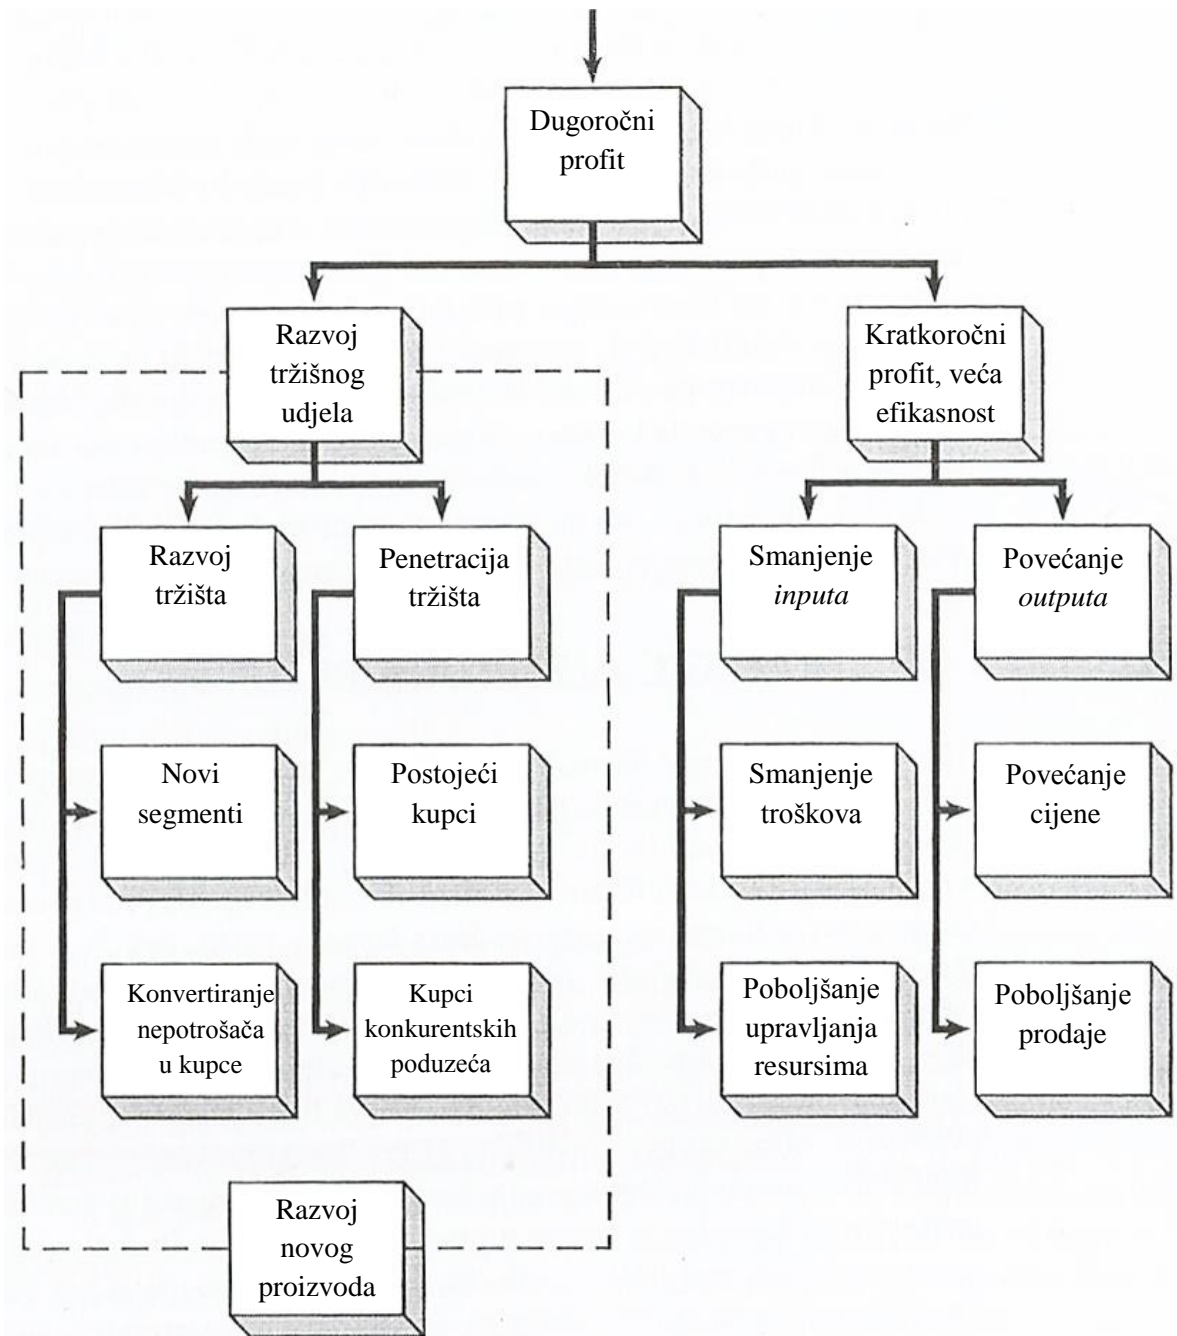 Dugoročni
profit
Razvoj
tržišnog
udjela
Kratkoročni
profit, veća
efikasnost
Razvoj
tržišta
Penetracija
tržišta
Smanjenje
inputa
Povećanje
outputa
Novi
segmenti
Postojeći
kupci
Smanjenje
troškova
Povećanje
cijene
Konvertiranje
nepotrošača
u kupce
Kupci
konkurentskih
poduzeća
Poboljšanje
upravljanja
resursima
Poboljšanje
prodaje
Razvoj
novog
proizvoda